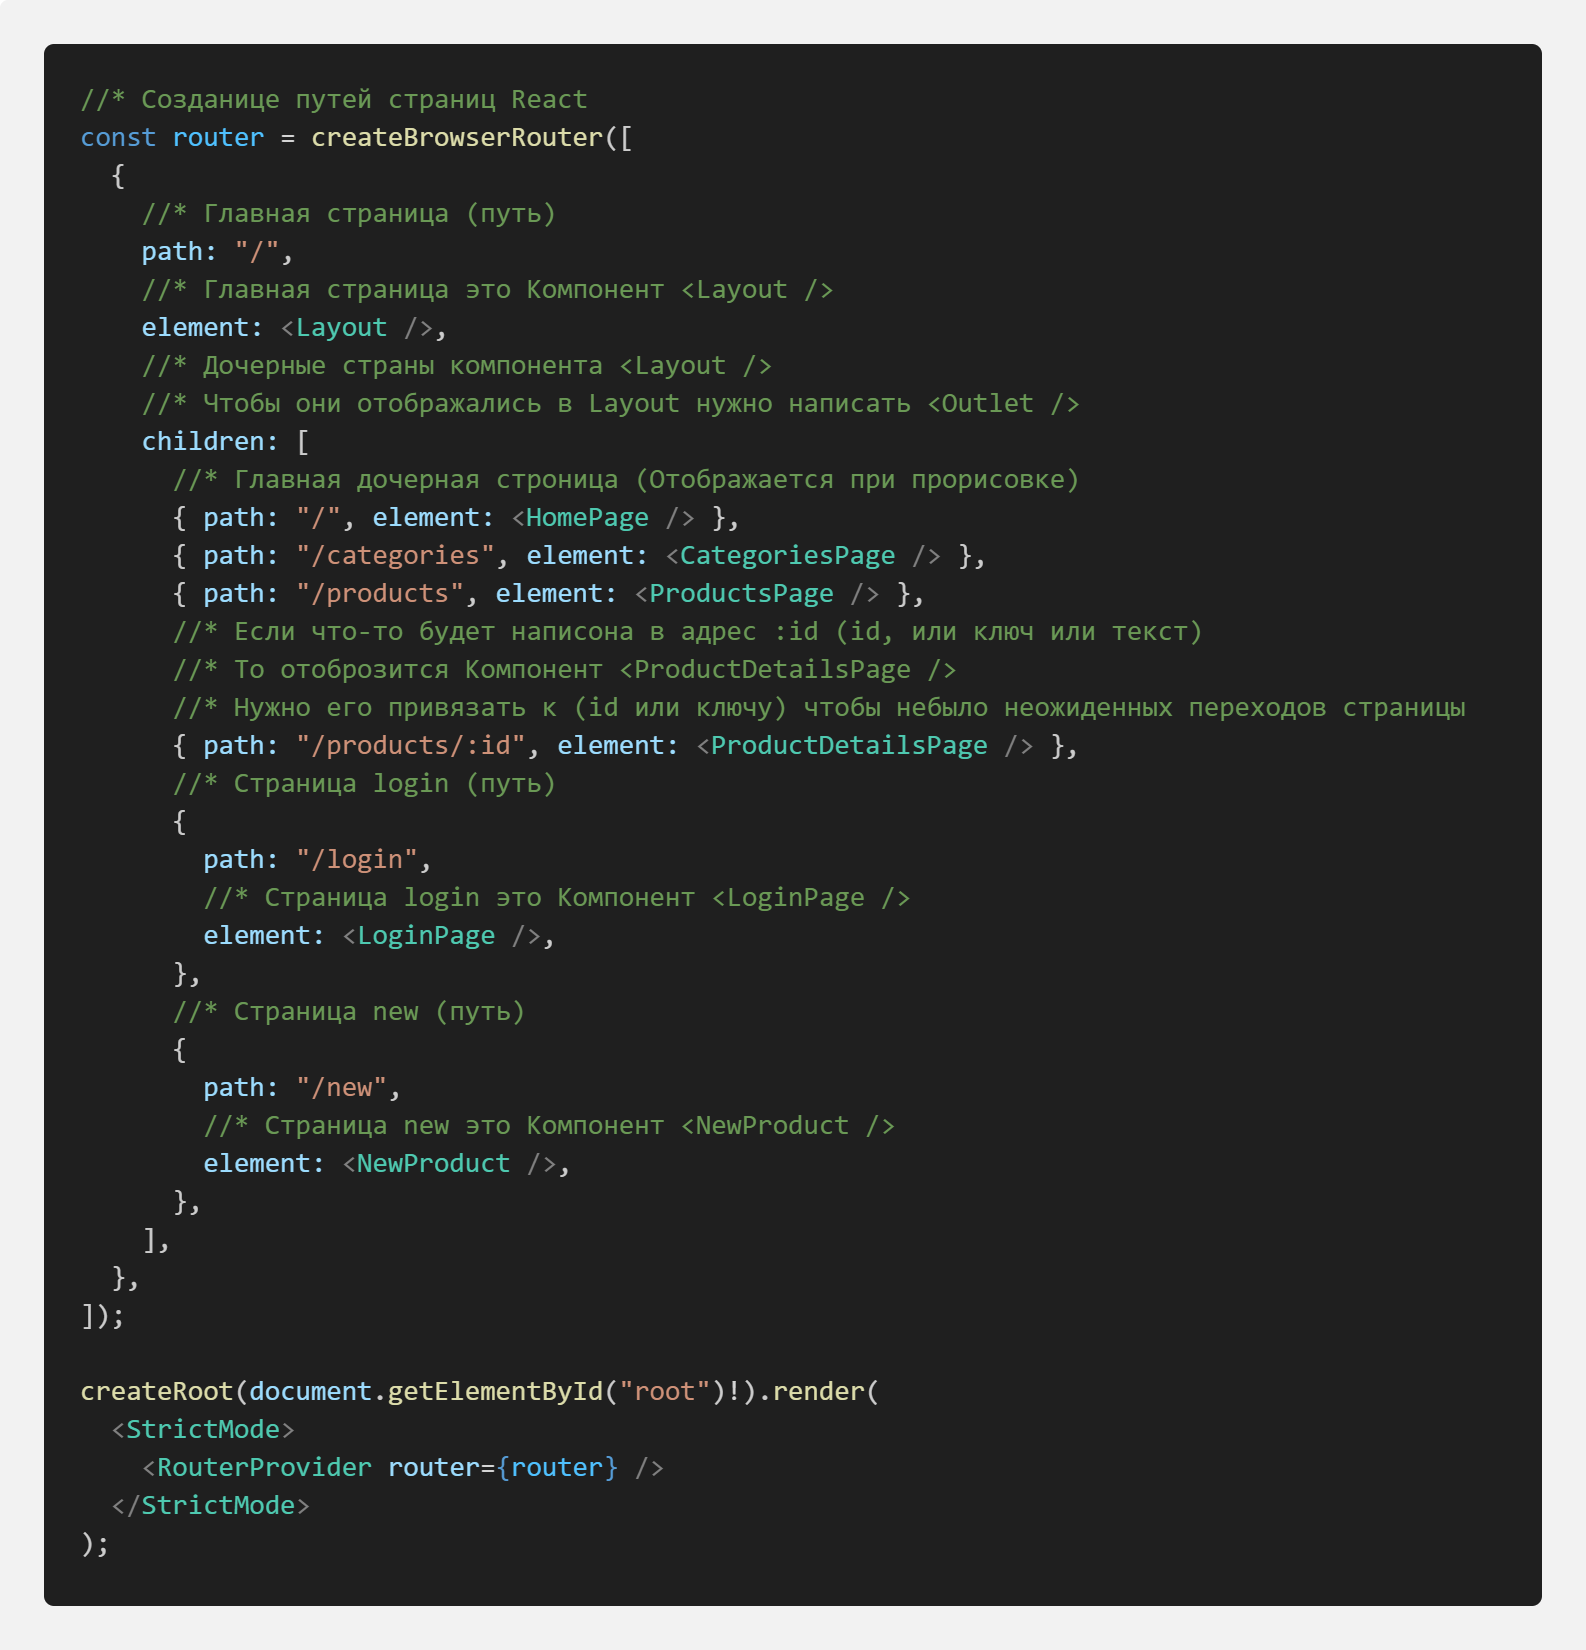 //* Созданице путей страниц React
const router = createBrowserRouter([
  {
    //* Главная страница (путь)
    path: "/",
    //* Главная страница это Компонент <Layout />
    element: <Layout />,
    //* Дочерные страны компонента <Layout />
    //* Чтобы они отображались в Layout нужно написать <Outlet />
    children: [
      //* Главная дочерная строница (Отображается при прорисовке)
      { path: "/", element: <HomePage /> },
      { path: "/categories", element: <CategoriesPage /> },
      { path: "/products", element: <ProductsPage /> },
      //* Если что-то будет написона в адрес :id (id, или ключ или текст)
      //* То отоброзится Компонент <ProductDetailsPage />
      //* Нужно его привязать к (id или ключу) чтобы небыло неожиденных переходов страницы
      { path: "/products/:id", element: <ProductDetailsPage /> },
      //* Страница login (путь)
      {
        path: "/login",
        //* Страница login это Компонент <LoginPage />
        element: <LoginPage />,
      },
      //* Страница new (путь)
      {
        path: "/new",
        //* Страница new это Компонент <NewProduct />
        element: <NewProduct />,
      },
    ],
  },
]);

createRoot(document.getElementById("root")!).render(
  <StrictMode>
    <RouterProvider router={router} />
  </StrictMode>
);